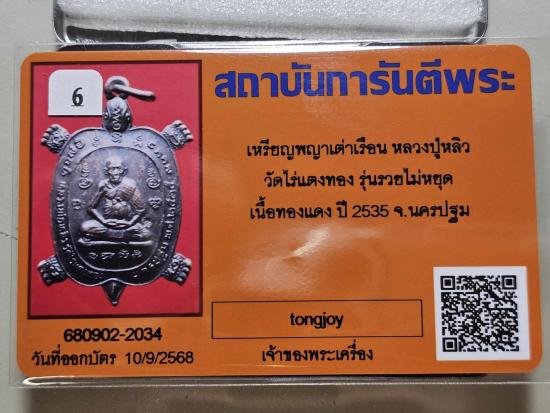 สถาบันการันตีพระ
6
เหรียญพญาเต่าเรือน หลวงปู่หลิว
วัดไร่แตงทอง รุ่นรวยไม่หยุด
เนื้อทองแดง ปี 2535 จ.นครปฐม
tongjoy
เจ้าของพระเครื่อง
680902-2034
วันที่ออกบัตร 10/9/2568